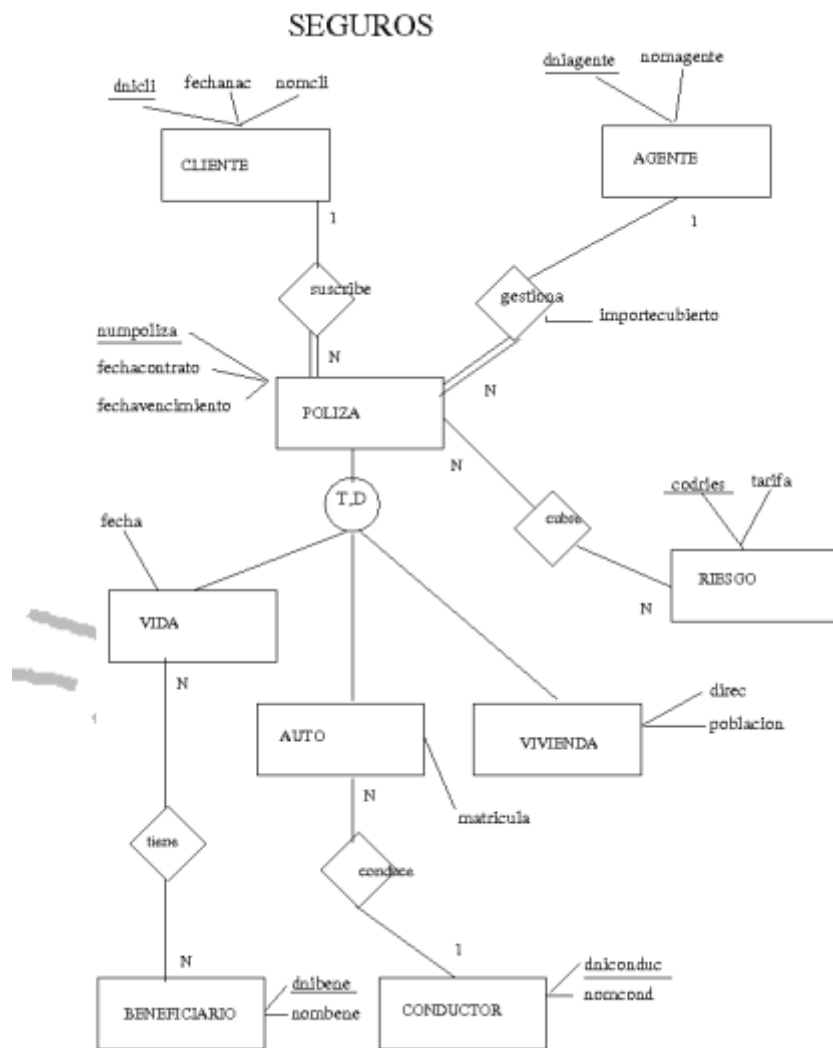 SEGUROS
dnicli fechanac nomcli
dniagente nomagente
CLIENTE
AGENTE
1
1
suscribe
gestiona
importecubierto
numpoliza
fechacontrato
fechavencimiento
N
N
POLIZA
N
T,D
codries tarifa
cubre
fecha
RIESGO
N
VIDA
N
direc
poblacion
AUTO
VIVIENDA
N
matricula
tiene
conduce
1
N
dnibene
nombene
BENEFICIARIO
CONDUCTOR
dniconduc
nomcond